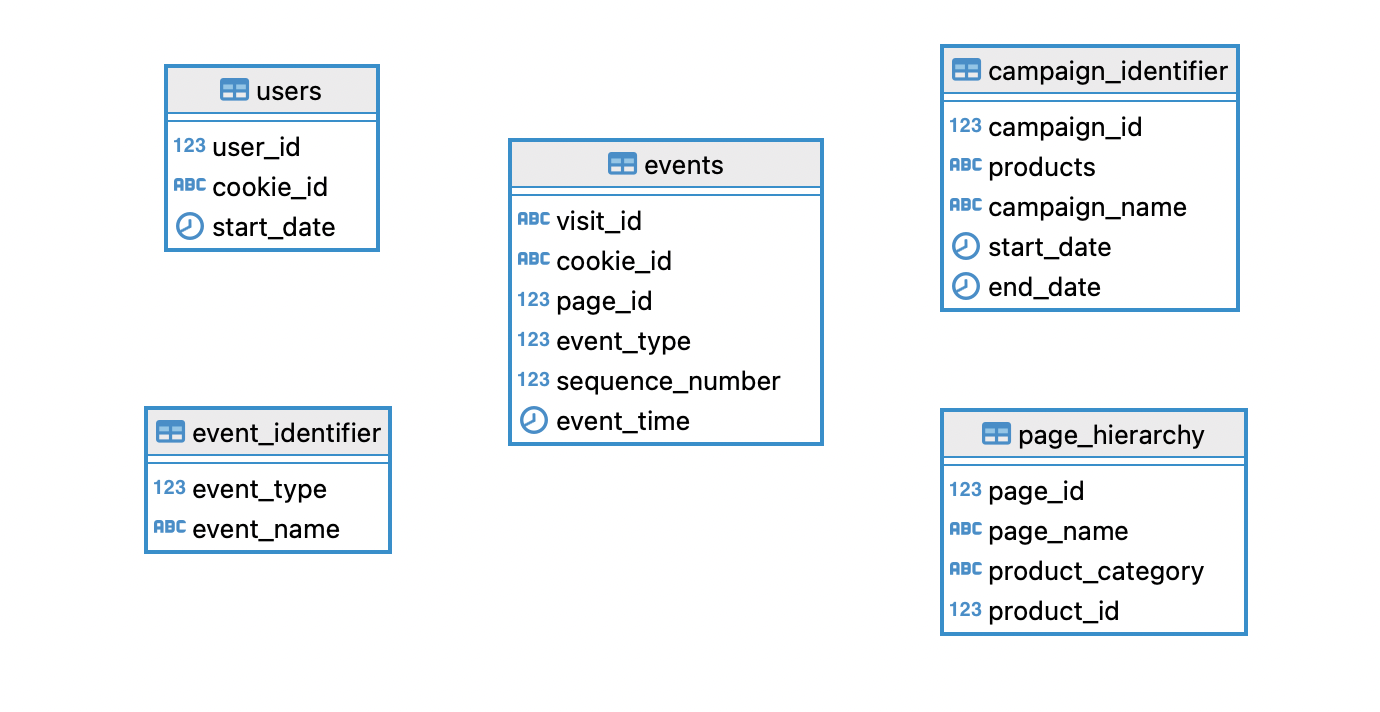 users
123 user_id
ABC cookie_id
start_date
event_identifier
123 event_type
ABC event_name
events
ABC visit_id
ABC cookie_id
123 page_id
123 event_type
123 sequence_number
event_time
campaign_identifier
123 campaign_id
ABC products
ABC campaign_name
start_date
end_date
page_hierarchy
123 page_id
ABC page_name
ABC product_category
123 product_id